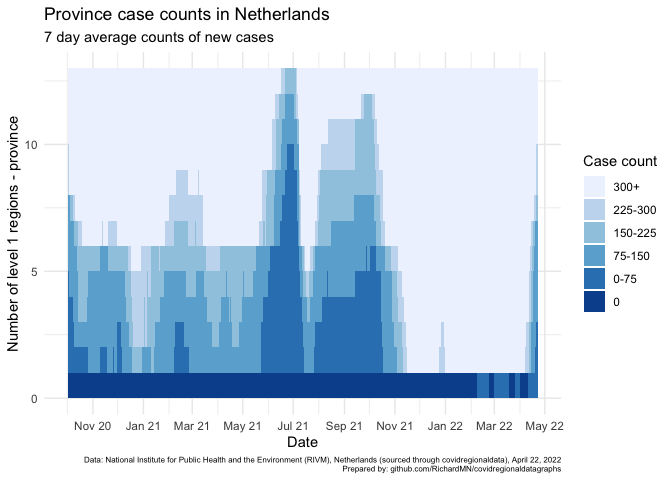 Province case counts in Netherlands
7 day average counts of new cases
Number of level 1 regions - province
10
5
0
Nov 20 Jan 21 Mar 21 May 21 Jul 21 Sep 21 Nov 21 Jan 22 Mar 22 May 22
Date
Case count
300+
225-300
150-225
75-150
0-75
0
Data: National Institute for Public Health and the Environment (RIVM), Netherlands (sourced through covidregionaldata), April 22, 2022
Prepared by: github.com/RichardMN/covidregionaldatagraphs